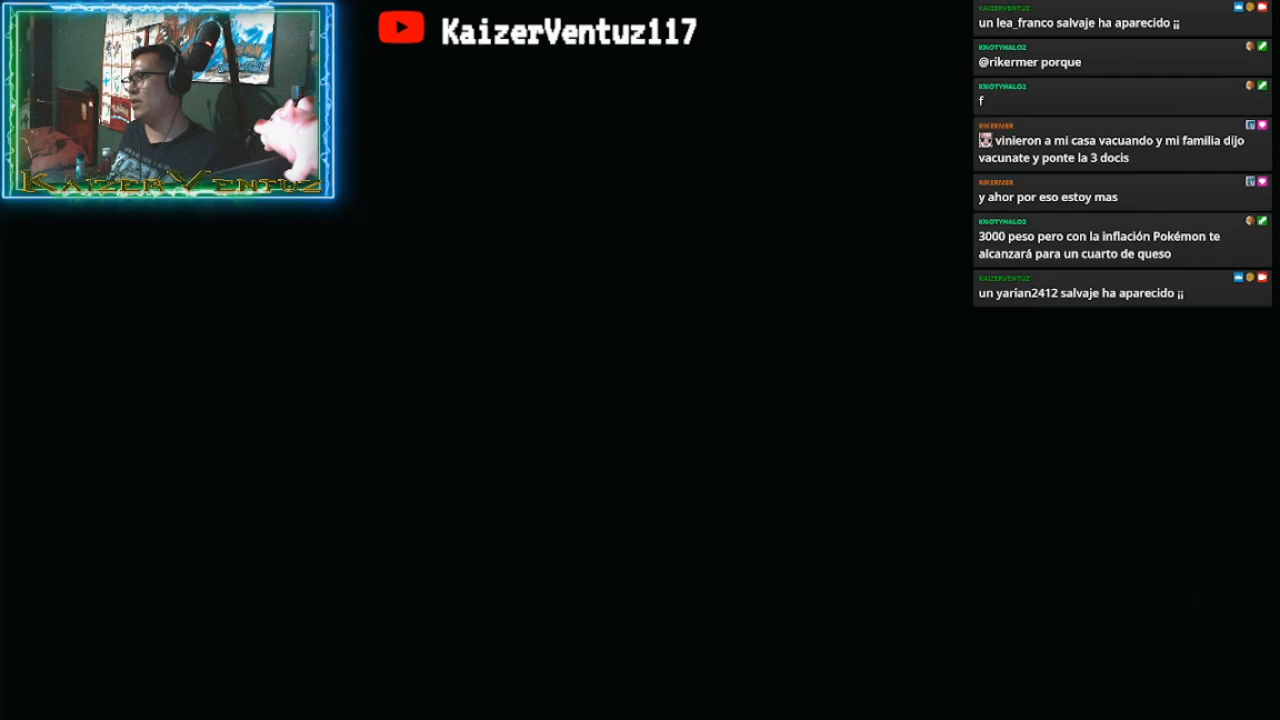 KaizerVentuz
KaizerVentuz117
KAIZERVENTUZ
un lea_franco salvaje ha aparecido ¡¡
KNOTYHALO2
@rikermer porque
KNOTYHALO2
f
RIKERMER
vinieron a mi casa vacuando y mi familia dijo
vacunate y ponte la 3 docis
RIKERMER
y ahor por eso estoy mas
KNOTYHALO2
3000 peso pero con la inflación Pokémon te
alcanzará para un cuarto de queso
KAIZERVENTUZ
un yarian2412 salvaje ha aparecido ¡¡